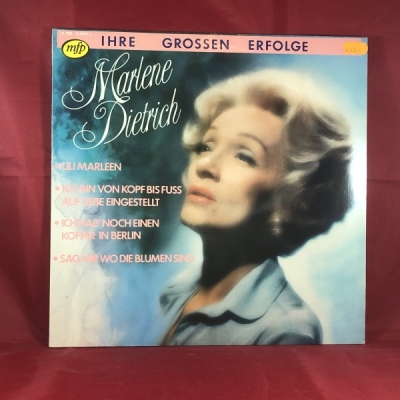 mfp
IHRE GROSSEN ERFOLGE
Marlene
Dietrich
• LILI MARLEEN
• ICH BIN VON KOPF BIS FUSS
AUF LIEBE EINGESTELLT
• ICH HAB' NOCH EINEN
KOFFER IN BERLIN
• SAG MIR WO DIE BLUMEN SIND